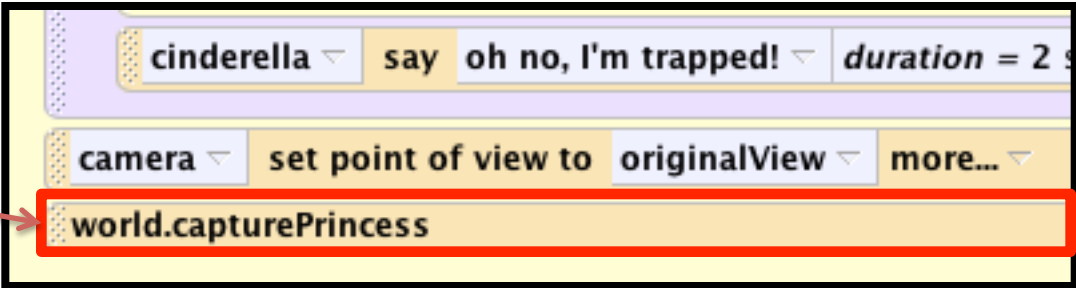 cinderella say oh no, I'm trapped! duration = 2
camera set point of view to originalView more...
world.capturePrincess